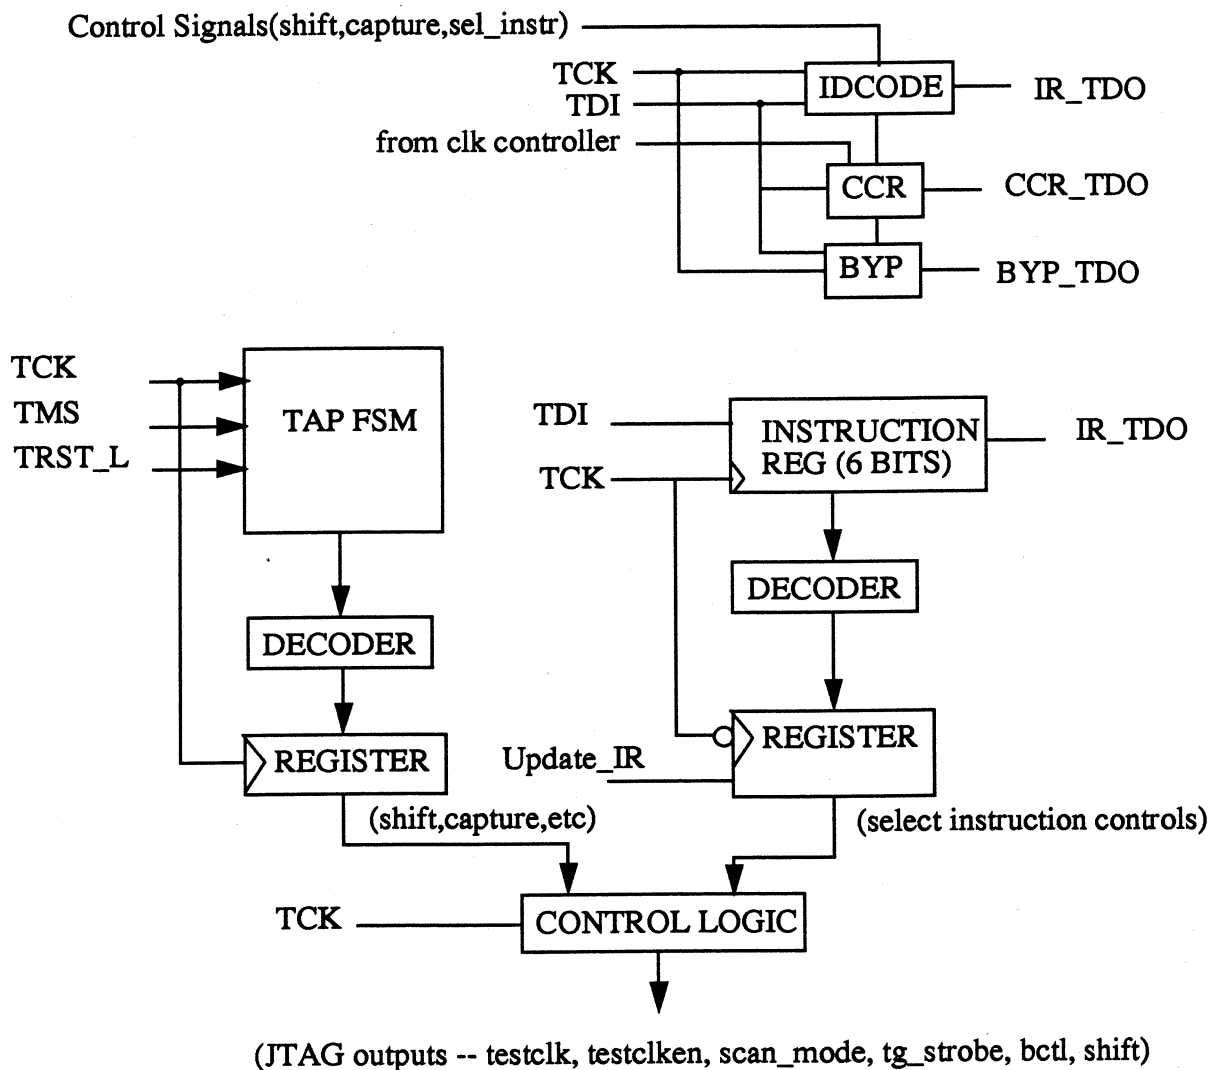 Control Signals(shift,capture,sel_instr)
TCK
TDI
from clk controller
IDCODE
IR_TDO
CCR
CCR_TDO
BYP
BYP_TDO
TCK
TMS
TRST_L
TAP FSM
DECODER
REGISTER
(shift,capture,etc)
TDI
TCK
INSTRUCTION
REG (6 BITS)
IR_TDO
DECODER
Update_IR
REGISTER
(select instruction controls)
TCK
CONTROL LOGIC
(JTAG outputs -- testclk, testclken, scan_mode, tg_strobe, bctl, shift)